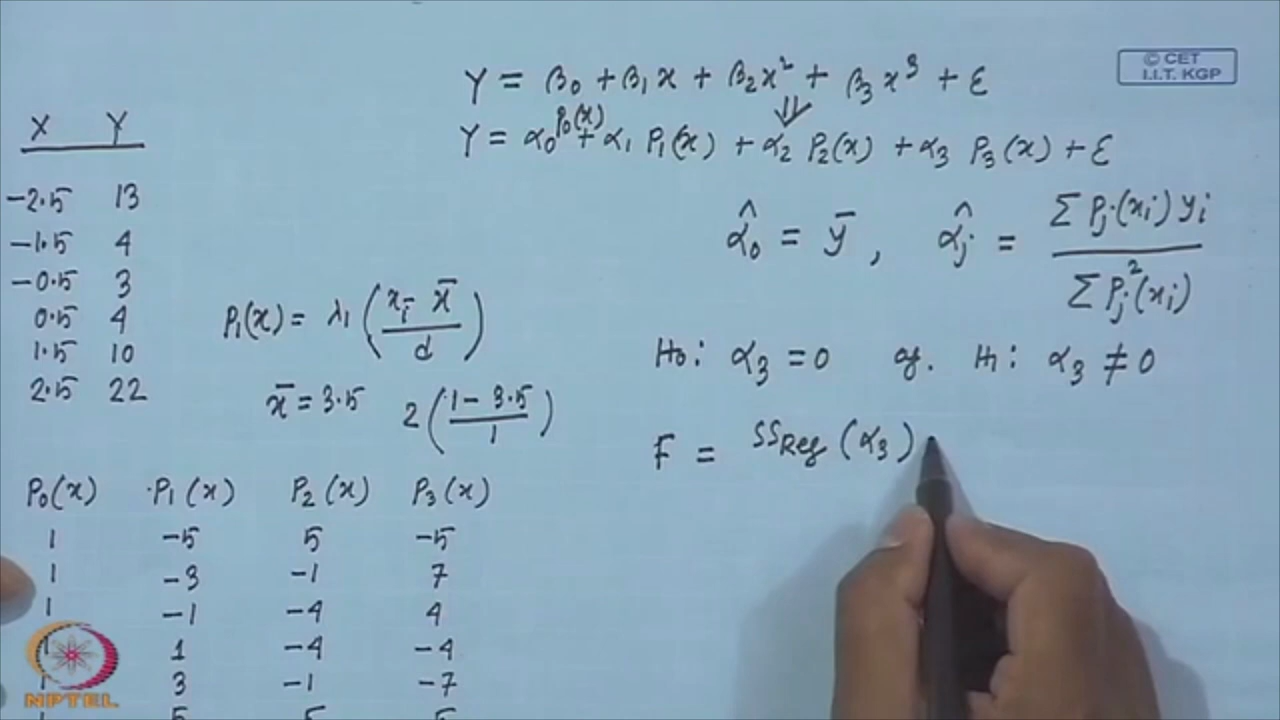 © CET
I.I.T. KGP
Y = β₀ + β₁x + β₂x² + β₃x³ + ε
⇓
Y = α₀ P₀(x) + α₁ P₁(x) + α₂ P₂(x) + α₃ P₃(x) + ε
X Y
-2.5 13
-1.5 4
-0.5 3
0.5 4
1.5 10
2.5 22
α̂₀ = ȳ, α̂ⱼ = Σ Pⱼ(xᵢ) yᵢ / Σ Pⱼ²(xᵢ)
P₁(x) = λ₁ ( (xᵢ - x̄) / d )
x̄ = 3.5 2 ( (1 - 3.5) / 1 )
H₀: α₃ = 0 H₁: α₃ ≠ 0
F = SS_Reg (α₃)
P₀(x) P₁(x) P₂(x) P₃(x)
1 -5 5 -5
1 -3 -1 7
1 -1 -4 4
1 1 -4 -4
1 3 -1 -7
NPTEL